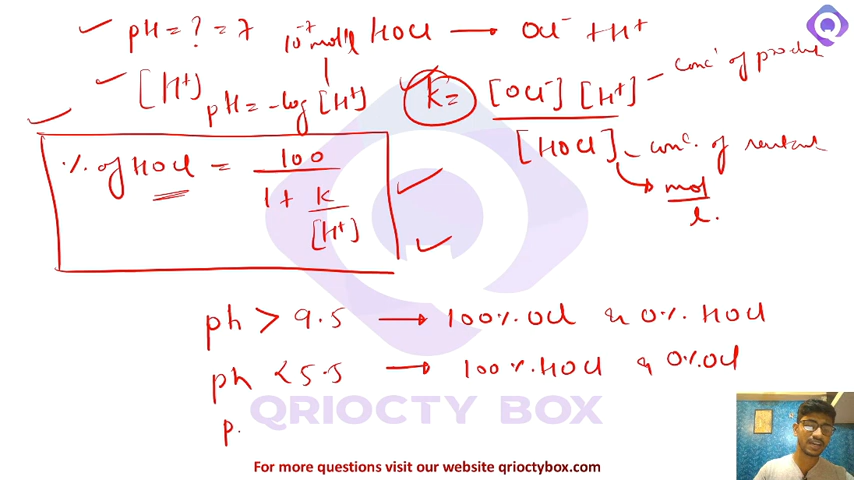 pH = ? = 7 10⁻⁷ mol/l HOCl → OCl⁻ + H⁺
[H⁺] pH = -log [H⁺] K = [OCl⁻] [H⁺] / [HOCl] – conc' of product
– conc'. of
mol / l.
% of HOCl = 100 / 1 + K / [H⁺]
ph > 9.5 → 100% OCl & 0% HOCl
ph < 5.5 → 100% HOCl & 0% OCl
p.
QRIOCTY BOX
For more questions visit our website qrioctybox.com